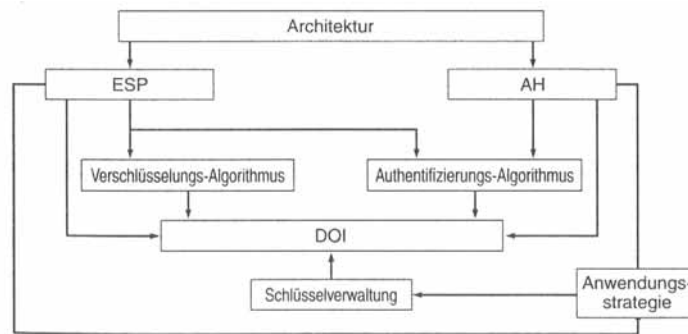 Architektur
ESP
AH
Verschlüsselungs-Algorithmus
Authentifizierungs-Algorithmus
DOI
Schlüsselverwaltung
Anwendungs-
strategie